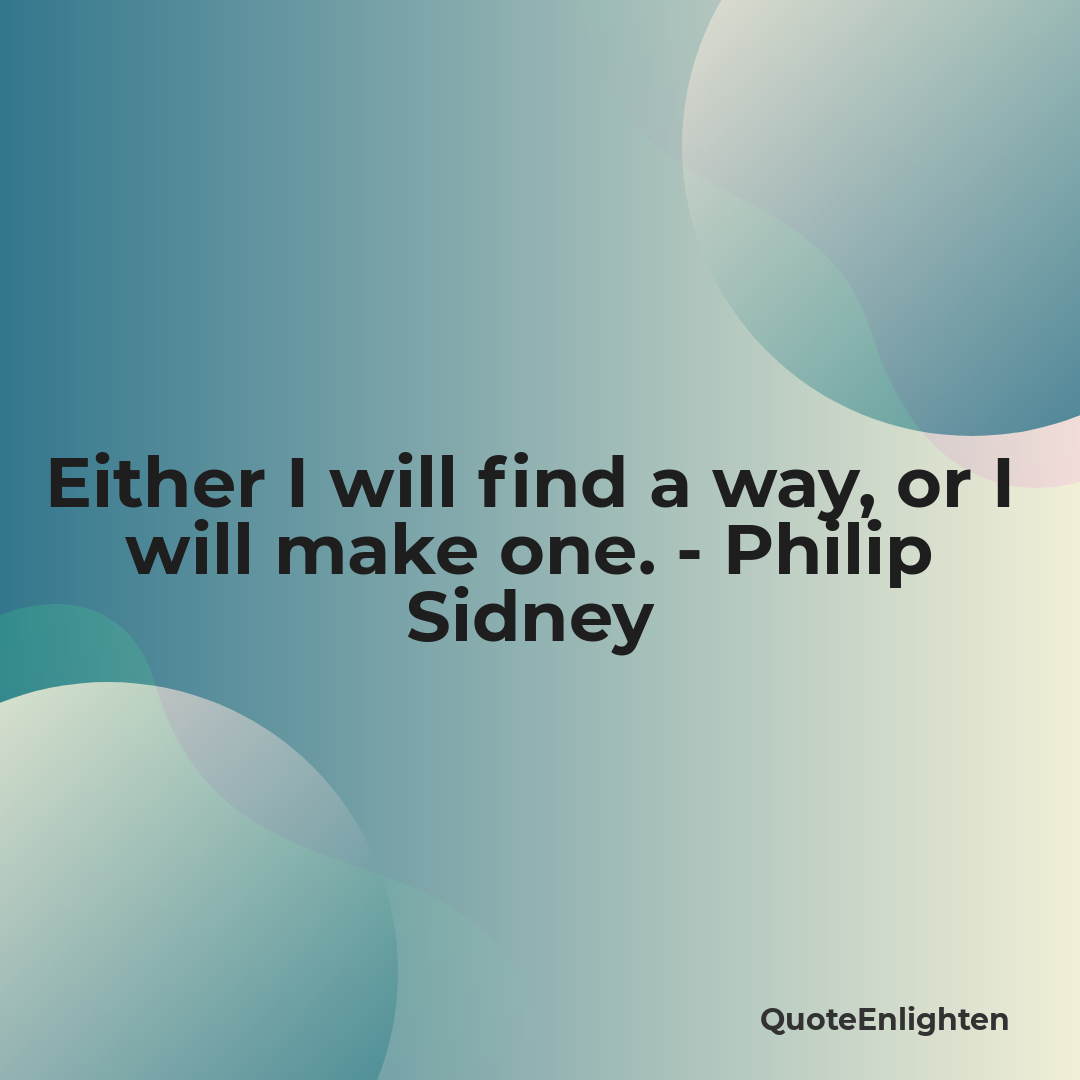 Either I will find a way, or I
will make one. - Philip
Sidney
QuoteEnlighten